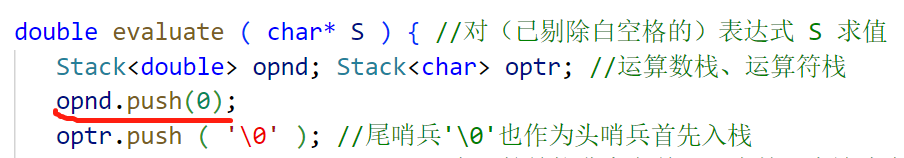 double evaluate ( char* S ) { //对（已剔除白空格的）表达式 S 求值
Stack<double> opnd; Stack<char> optr; //运算数栈、运算符栈
opnd.push(0);
optr.push ( '\0' ); //尾哨兵'\0'也作为头哨兵首先入栈